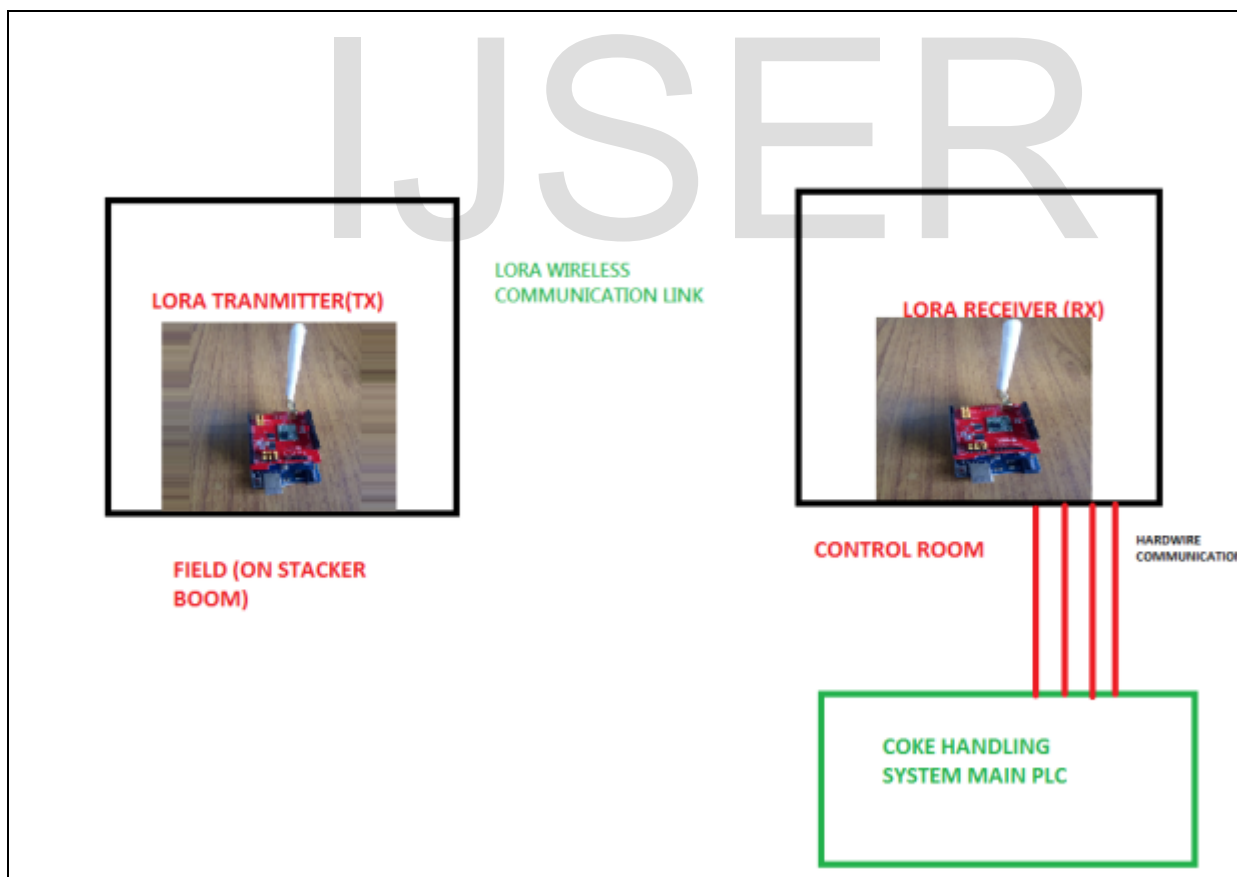 IJSER
LORA TRANMITTER(TX)
LORA WIRELESS
COMMUNICATION LINK
LORA RECEIVER (RX)
FIELD (ON STACKER
BOOM)
CONTROL ROOM
HARDWIRE
COMMUNICATION
COKE HANDLING
SYSTEM MAIN PLC